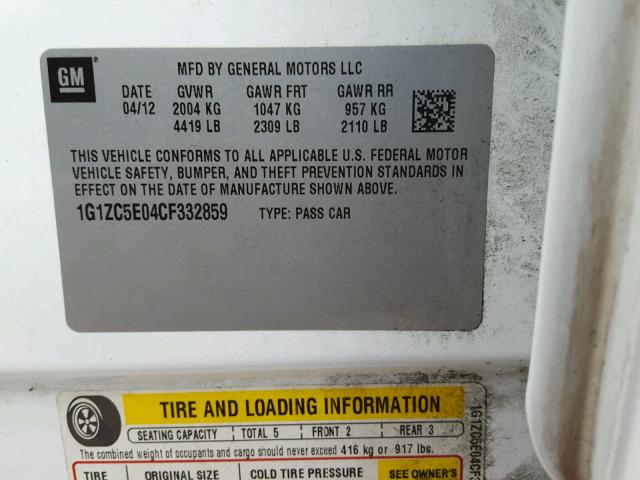 GM
MFD BY GENERAL MOTORS LLC
DATE GVWR GAWR FRT GAWR RR
04/12 2004 KG 1047 KG 957 KG
4419 LB 2309 LB 2110 LB
THIS VEHICLE CONFORMS TO ALL APPLICABLE U.S. FEDERAL MOTOR
VEHICLE SAFETY, BUMPER, AND THEFT PREVENTION STANDARDS IN
EFFECT ON THE DATE OF MANUFACTURE SHOWN ABOVE.
1G1ZC5E04CF332859 TYPE: PASS CAR
TIRE AND LOADING INFORMATION
SEATING CAPACITY TOTAL 5 FRONT 2 REAR 3
The combined weight of occupants and cargo should never exceed 416 kg or 917 lbs.
TIRE ORIGINAL SIZE COLD TIRE PRESSURE SEE OWNER'S
1G1ZC5E04CF3